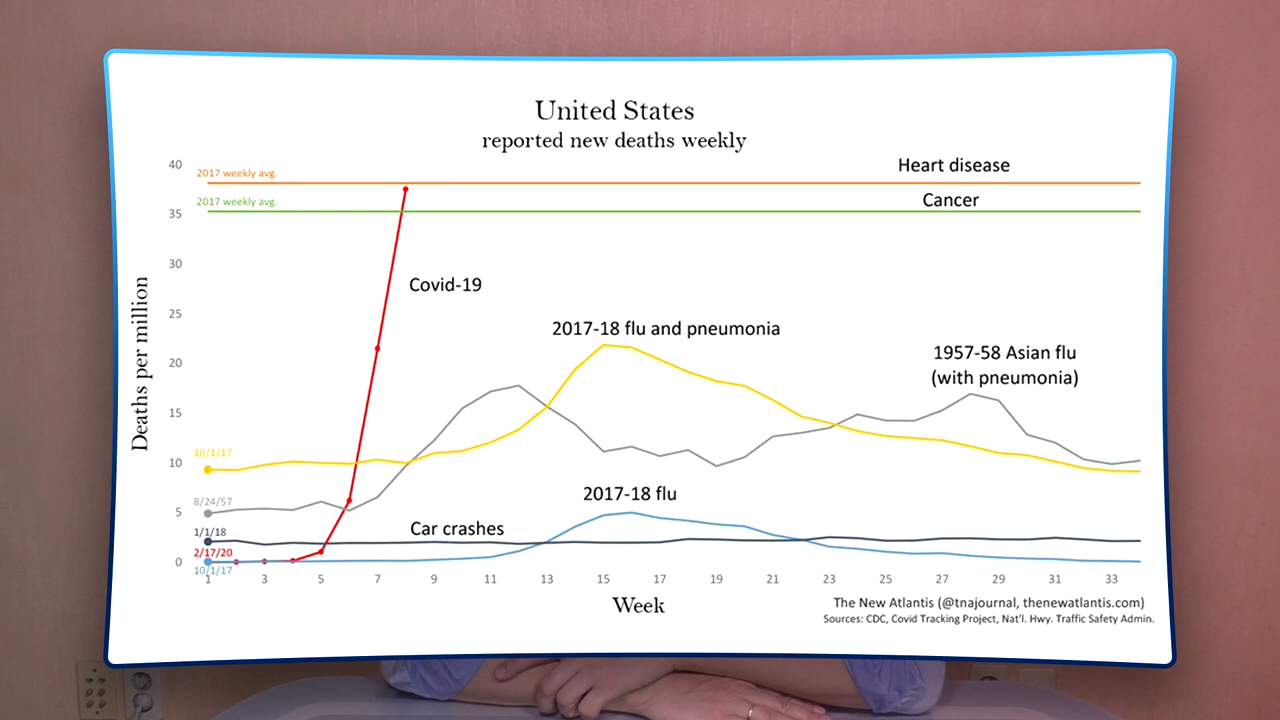 United States
reported new deaths weekly
40
35
30
25
20
15
10
5
0
Deaths per million
2017 weekly avg.
Heart disease
2017 weekly avg.
Cancer
Covid-19
2017-18 flu and pneumonia
1957-58 Asian flu
(with pneumonia)
10/1/17
8/24/57
2017-18 flu
1/1/18
Car crashes
2/17/20
10/1/17
1 3 5 7 9 11 13 15 17 19 21 23 25 27 29 31 33
Week
The New Atlantis (@tnajournal, thenewatlantis.com)
Sources: CDC, Covid Tracking Project, Nat'l. Hwy. Traffic Safety Admin.